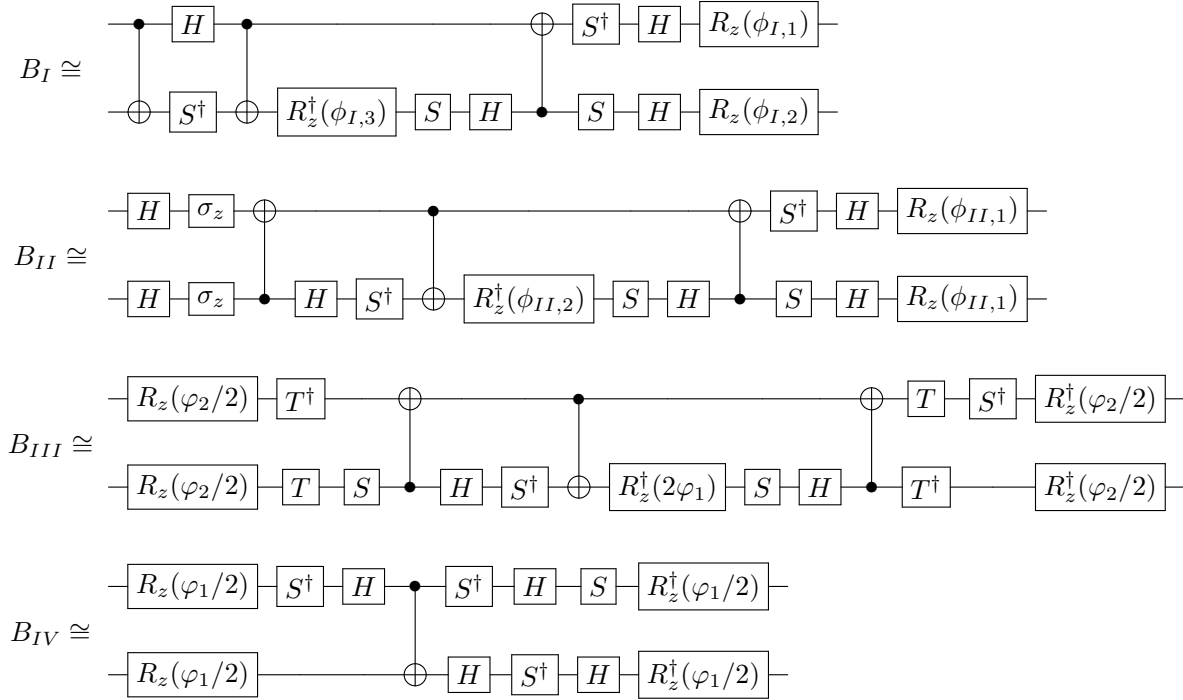 H S† H R_z(φ_{I,1})
B_I ≅
S† R_z†(φ_{I,3}) S H S H R_z(φ_{I,2})
H σ_z S† H R_z(φ_{II,1})
B_{II} ≅
H σ_z H S† R_z†(φ_{II,2}) S H S H R_z(φ_{II,1})
R_z(φ_2/2) T† T S† R_z†(φ_2/2)
B_{III} ≅
R_z(φ_2/2) T S H S† R_z†(2φ_1) S H T† R_z†(φ_2/2)
R_z(φ_1/2) S† H S† H S R_z†(φ_1/2)
B_{IV} ≅
R_z(φ_1/2) H S† H R_z†(φ_1/2)